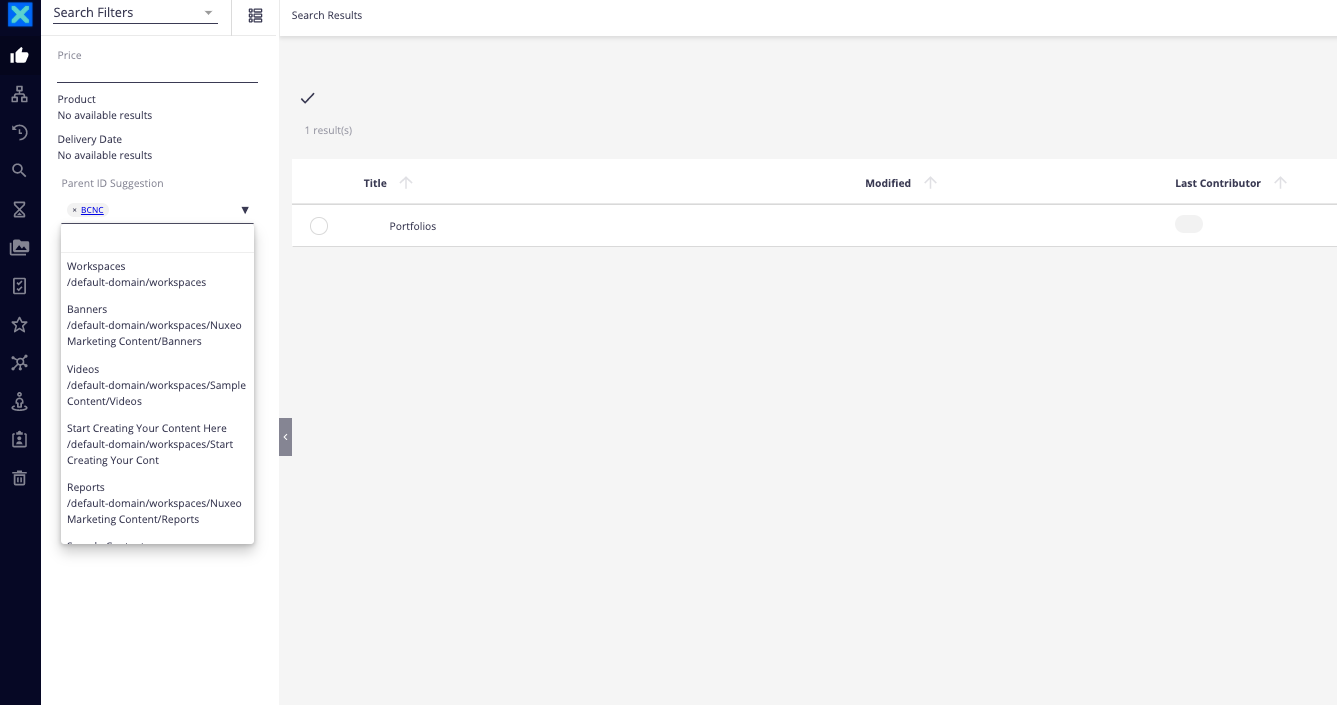 Search Filters
Search Results
Price
Product
No available results
Delivery Date
No available results
Parent ID Suggestion
× BCNC
Workspaces
/default-domain/workspaces
Banners
/default-domain/workspaces/Nuxeo
Marketing Content/Banners
Videos
/default-domain/workspaces/Sample
Content/Videos
Start Creating Your Content Here
/default-domain/workspaces/Start
Creating Your Cont
Reports
/default-domain/workspaces/Nuxeo
Marketing Content/Reports
1 result(s)
Title
Modified
Last Contributor
Portfolios